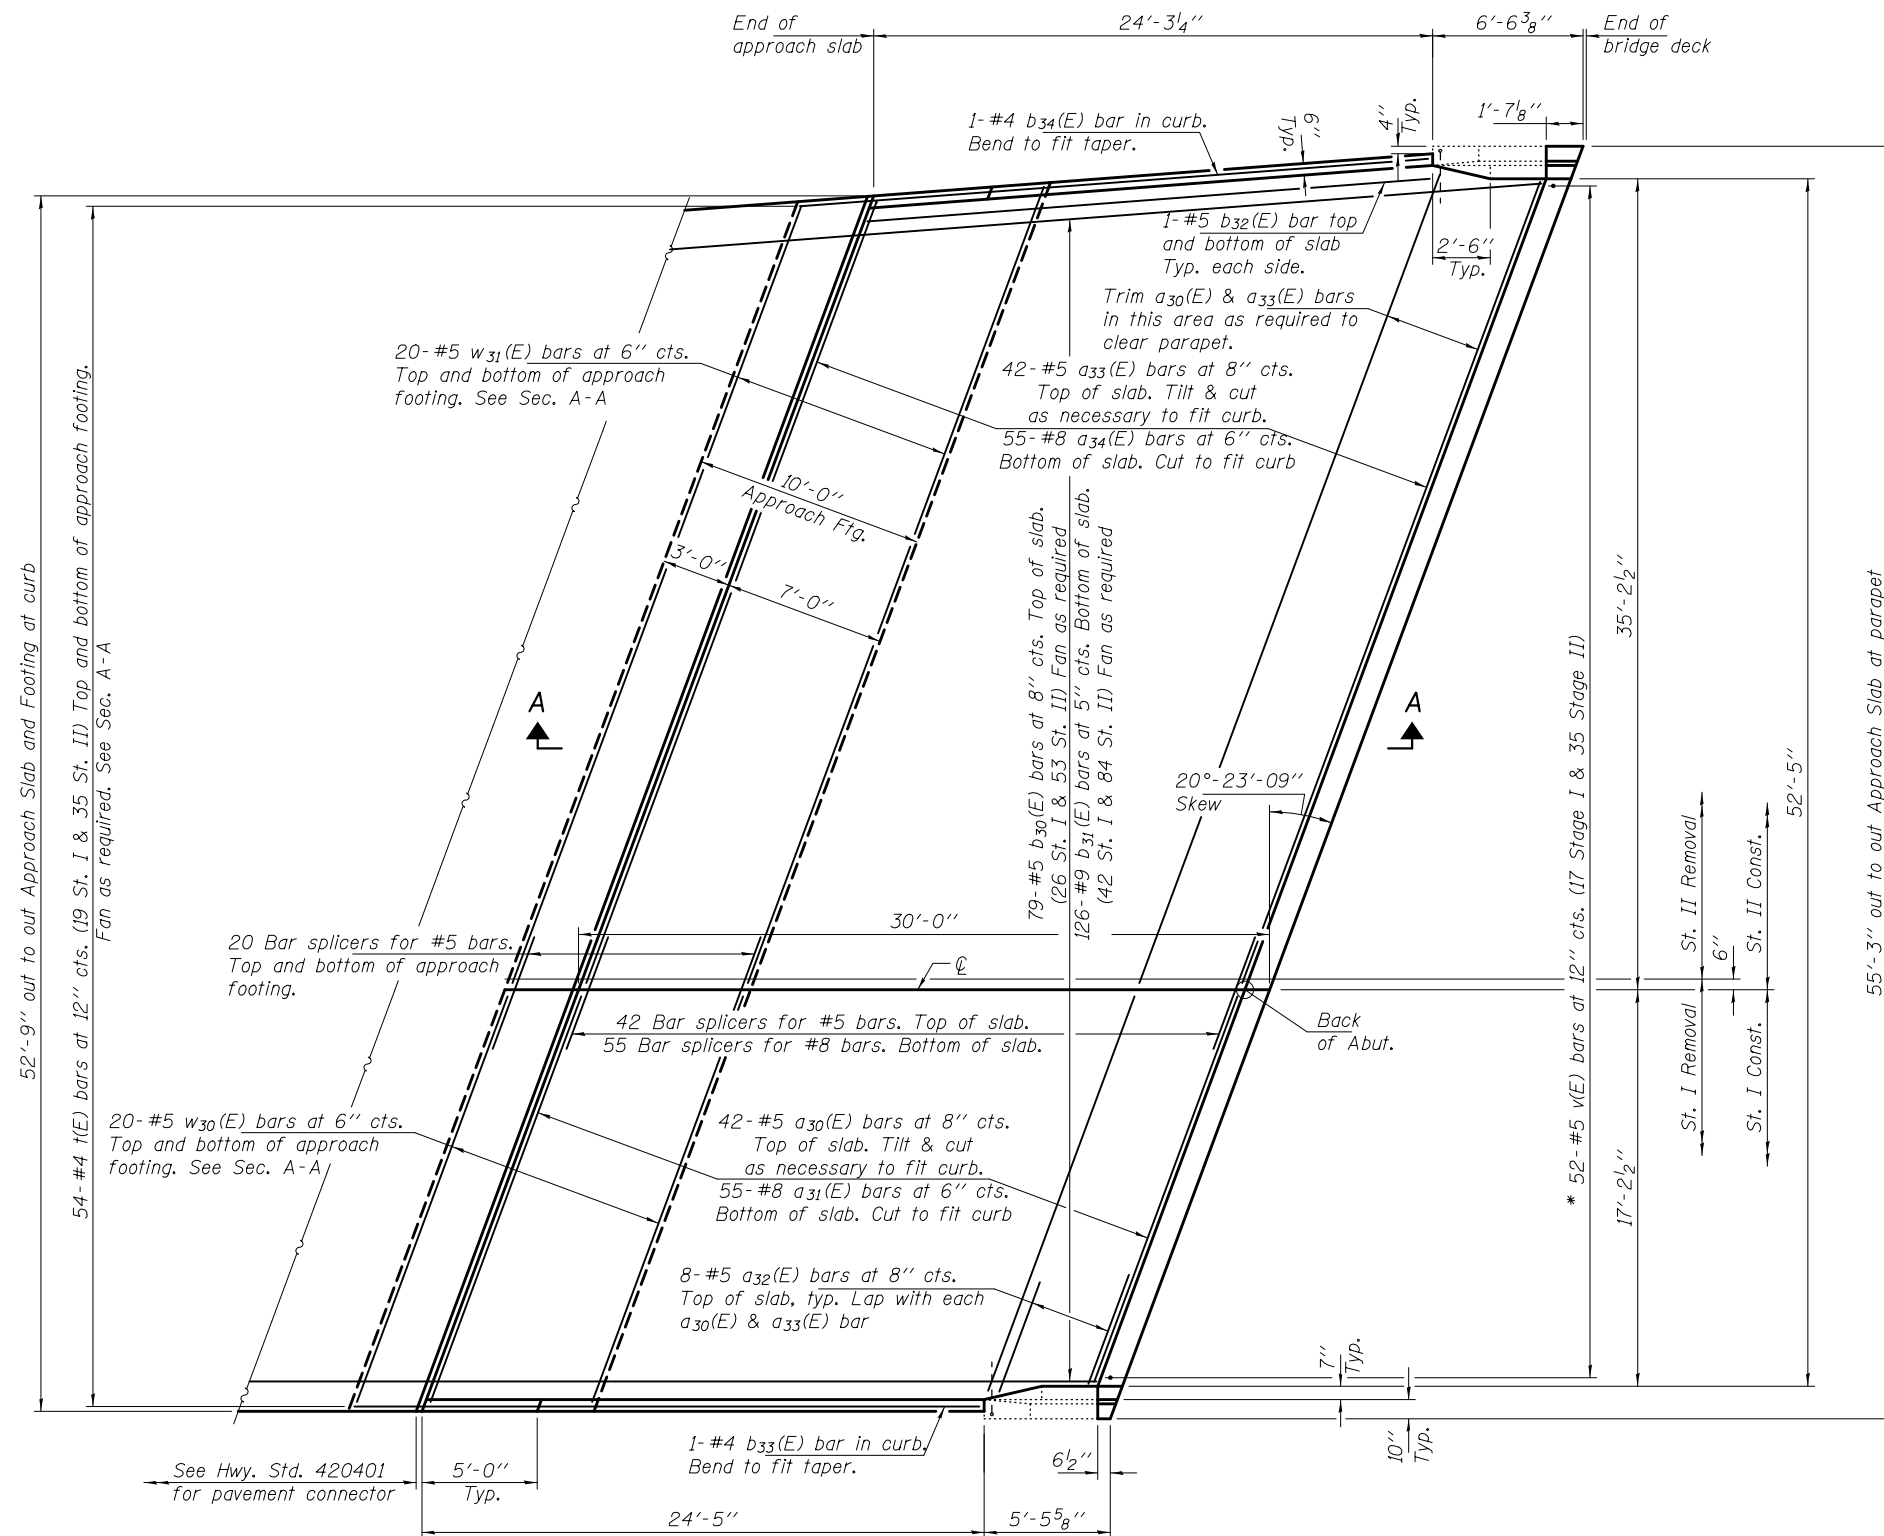 End of
approach slab
24'-3 1/4"
6'-6 3/8"
End of
bridge deck
1'-7 1/8"
4"
Typ.
6"
Typ.
1-#4 b34(E) bar in curb.
Bend to fit taper.
1-#5 b32(E) bar top
and bottom of slab
Typ. each side.
2'-6"
Typ.
Trim a30(E) & a33(E) bars
in this area as required to
clear parapet.
20-#5 w31(E) bars at 6" cts.
Top and bottom of approach
footing. See Sec. A-A
42-#5 a33(E) bars at 8" cts.
Top of slab. Tilt & cut
as necessary to fit curb.
55-#8 a34(E) bars at 6" cts.
Bottom of slab. Cut to fit curb
10'-0"
Approach Ftg.
3'-0"
7'-0"
52'-9" out to out Approach Slab and Footing at curb
54-#4 t(E) bars at 12" cts. (19 St. I & 35 St. II) Top and bottom of approach footing.
Fan as required. See Sec. A-A
79-#5 b30(E) bars at 8" cts. Top of slab.
(26 St. I & 53 St. II) Fan as required
126-#9 b31(E) bars at 5" cts. Bottom of slab.
(42 St. I & 84 St. II) Fan as required
A
A
20°-23'-09"
Skew
* 52-#5 v(E) bars at 12" cts. (17 Stage I & 35 Stage II)
35'-2 1/2"
17'-2 1/2"
52'-5"
55'-3" out to out Approach Slab at parapet
St. II Removal
St. II Const.
6"
St. I Removal
St. I Const.
30'-0"
℄
20 Bar splicers for #5 bars.
Top and bottom of approach
footing.
42 Bar splicers for #5 bars. Top of slab.
55 Bar splicers for #8 bars. Bottom of slab.
Back
of Abut.
20-#5 w30(E) bars at 6" cts.
Top and bottom of approach
footing. See Sec. A-A
42-#5 a30(E) bars at 8" cts.
Top of slab. Tilt & cut
as necessary to fit curb.
55-#8 a31(E) bars at 6" cts.
Bottom of slab. Cut to fit curb
8-#5 a32(E) bars at 8" cts.
Top of slab, typ. Lap with each
a30(E) & a33(E) bar
7"
Typ.
10"
Typ.
1-#4 b33(E) bar in curb.
Bend to fit taper.
6 1/2"
See Hwy. Std. 420401
for pavement connector
5'-0"
Typ.
24'-5"
5'-5 5/8"